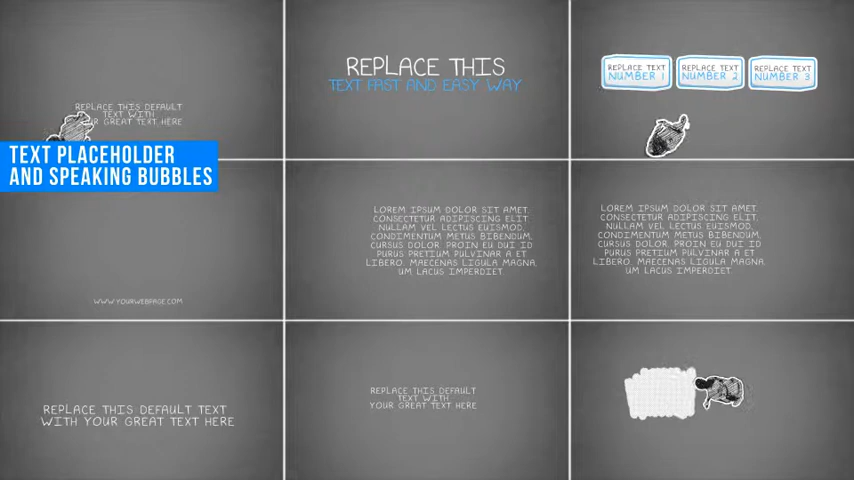 REPLACE THIS DEFAULT
TEXT WITH
YOUR GREAT TEXT HERE
TEXT PLACEHOLDER
AND SPEAKING BUBBLES
REPLACE THIS
TEXT FAST AND EASY WAY
REPLACE TEXT
NUMBER 1
REPLACE TEXT
NUMBER 2
REPLACE TEXT
NUMBER 3
WWW.YOURWEBPAGE.COM
LOREM IPSUM DOLOR SIT AMET,
CONSECTETUR ADIPISCING ELIT.
NULLAM VEL LECTUS EUISMOD,
CONDIMENTUM METUS BIBENDUM,
CURSUS DOLOR. PROIN EU DUI ID
PURUS PRETIUM PULVINAR A ET
LIBERO. MAECENAS LIGULA MAGNA,
UM LACUS IMPERDIET.
LOREM IPSUM DOLOR SIT AMET,
CONSECTETUR ADIPISCING ELIT.
NULLAM VEL LECTUS EUISMOD,
CONDIMENTUM METUS BIBENDUM,
CURSUS DOLOR. PROIN EU DUI ID
PURUS PRETIUM PULVINAR A ET
LIBERO. MAECENAS LIGULA MAGNA,
UM LACUS IMPERDIET.
REPLACE THIS DEFAULT TEXT
WITH YOUR GREAT TEXT HERE
REPLACE THIS DEFAULT
TEXT WITH
YOUR GREAT TEXT HERE